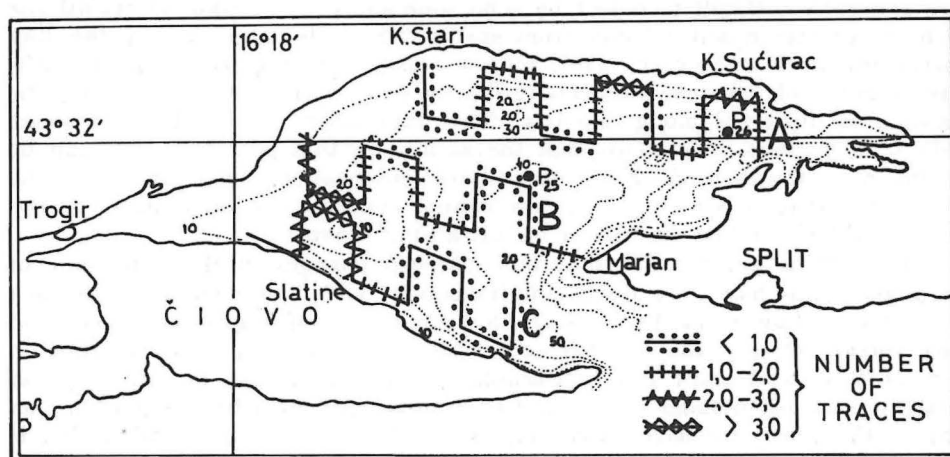 16°18′
K.Stari
K.Sućurac
20
20
30
P
26
A
43°32′
40
P
25
20
B
Trogir
10
10
20
Marjan
SPLIT
Slatine
ČIOVO
C
10
50
< 1,0
1,0–2,0
2,0–3,0
> 3,0
NUMBER
OF
TRACES